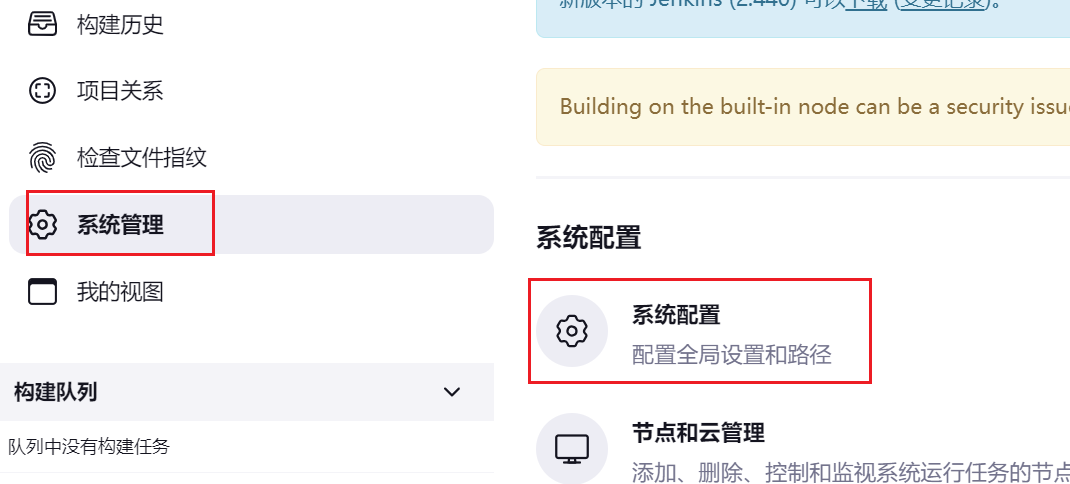 构建历史
项目关系
检查文件指纹
系统管理
我的视图
构建队列
队列中没有构建任务
新版本的 Jenkins (2.440) 可以下载 (变更记录)。
Building on the built-in node can be a security
系统配置
系统配置
配置全局设置和路径
节点和云管理
添加、删除、控制和监视系统运行任务的节点